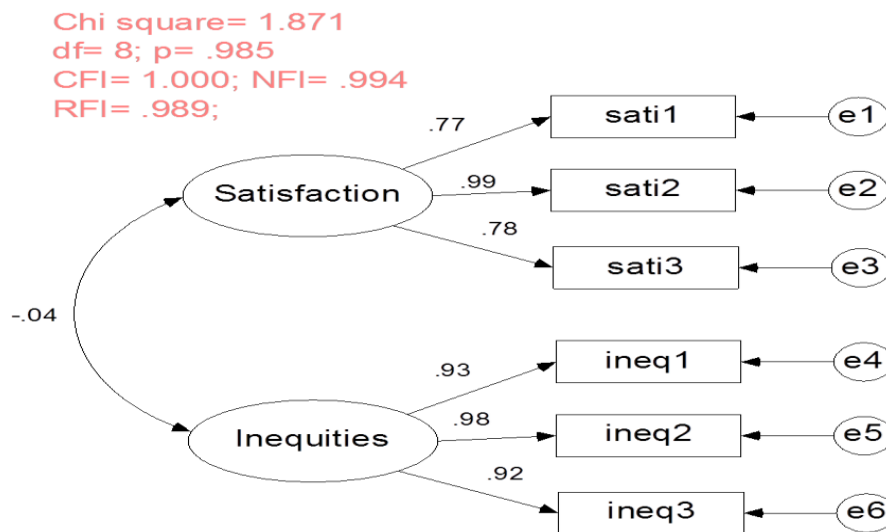 Chi square= 1.871
df= 8; p= .985
CFI= 1.000; NFI= .994
RFI= .989;
.77
sati1
e1
Satisfaction
.99
sati2
e2
.78
sati3
e3
-.04
.93
ineq1
e4
Inequities
.98
ineq2
e5
.92
ineq3
e6